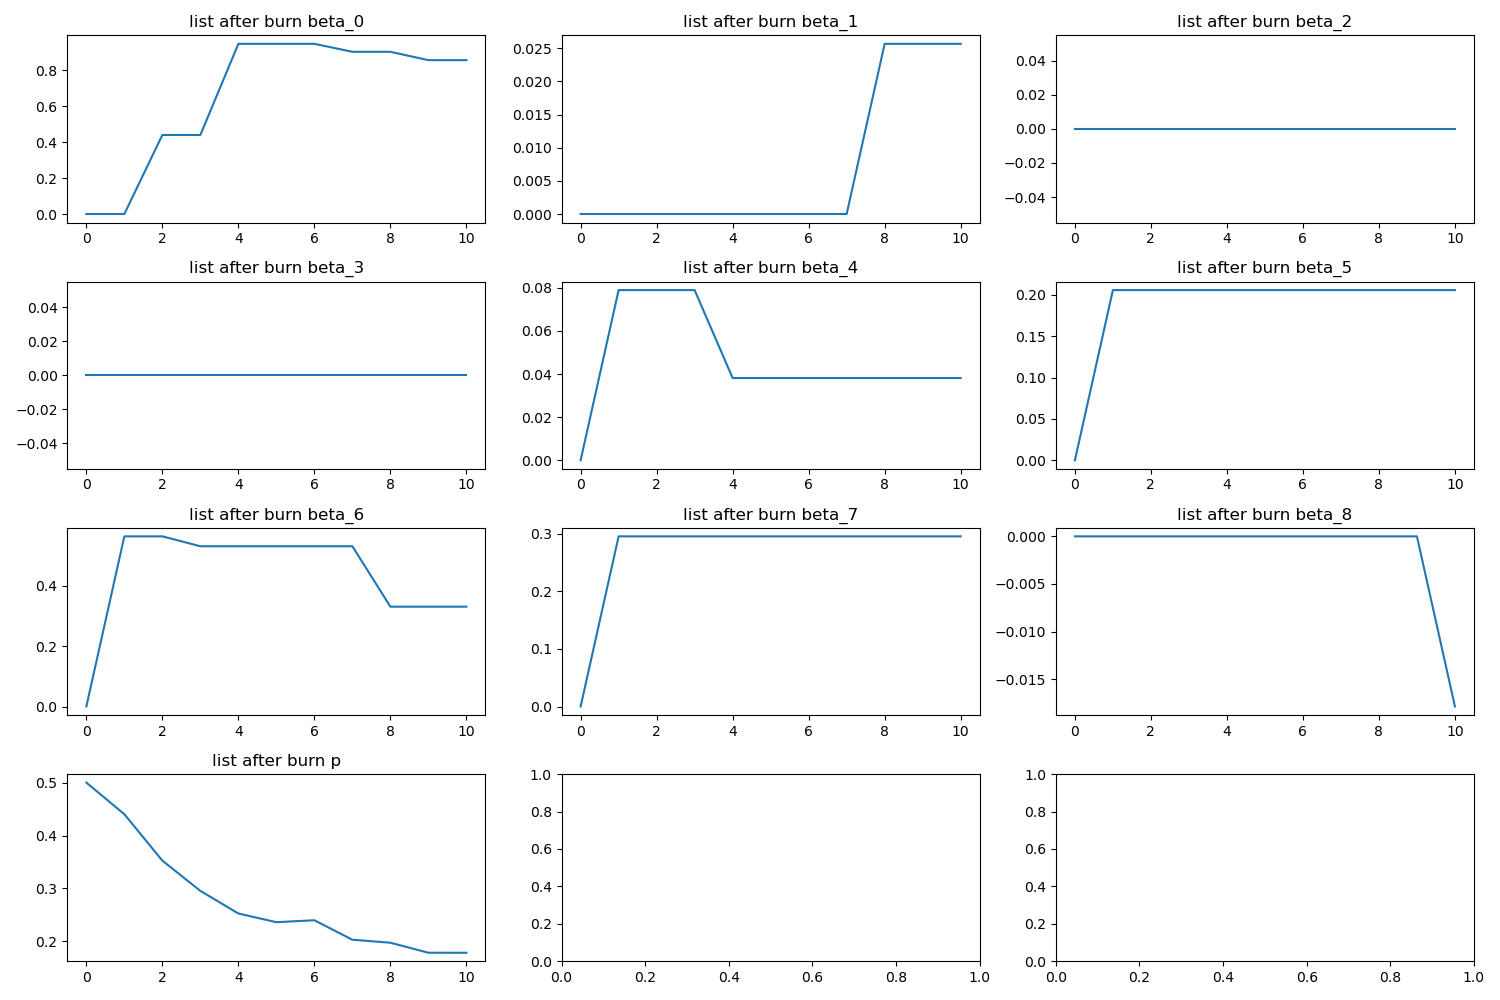 list after burn beta_0
0.8
0.6
0.4
0.2
0.0
0 2 4 6 8 10
list after burn beta_1
0.025
0.020
0.015
0.010
0.005
0.000
0 2 4 6 8 10
list after burn beta_2
0.04
0.02
0.00
−0.02
−0.04
0 2 4 6 8 10
list after burn beta_3
0.04
0.02
0.00
−0.02
−0.04
0 2 4 6 8 10
list after burn beta_4
0.08
0.06
0.04
0.02
0.00
0 2 4 6 8 10
list after burn beta_5
0.20
0.15
0.10
0.05
0.00
0 2 4 6 8 10
list after burn beta_6
0.4
0.2
0.0
0 2 4 6 8 10
list after burn beta_7
0.3
0.2
0.1
0.0
0 2 4 6 8 10
list after burn beta_8
0.000
−0.005
−0.010
−0.015
0 2 4 6 8 10
list after burn p
0.5
0.4
0.3
0.2
0 2 4 6 8 10
1.0
0.8
0.6
0.4
0.2
0.0
0.0 0.2 0.4 0.6 0.8 1.0
1.0
0.8
0.6
0.4
0.2
0.0
0.0 0.2 0.4 0.6 0.8 1.0